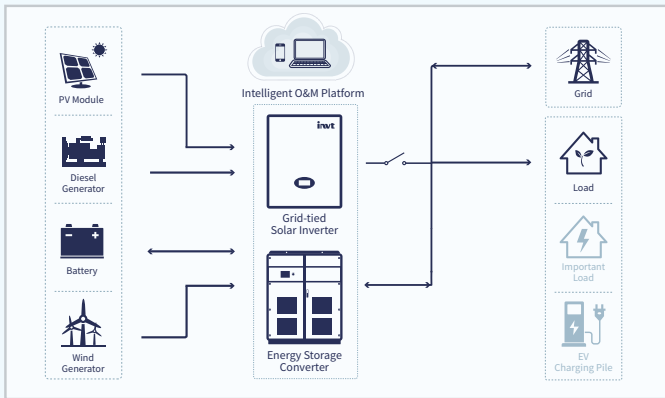 PV Module
Diesel
Generator
Battery
Wind
Generator
Intelligent O&M Platform
invt
Grid-tied
Solar Inverter
Energy Storage
Converter
Grid
Load
Important
Load
EV
Charging Pile